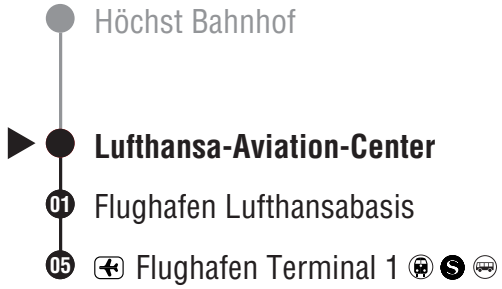 Höchst Bahnhof
Lufthansa-Aviation-Center
01 Flughafen Lufthansabasis
05 Flughafen Terminal 1 S